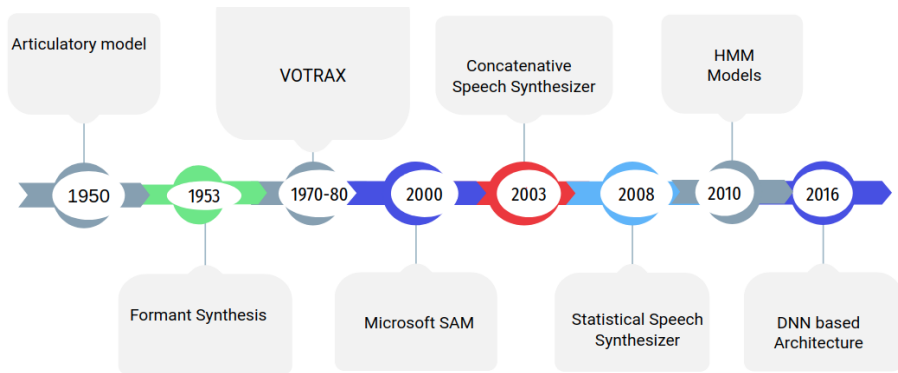 Articulatory model
VOTRAX
Concatenative
Speech Synthesizer
HMM
Models
1950
1953
1970-80
2000
2003
2008
2010
2016
Formant Synthesis
Microsoft SAM
Statistical Speech
Synthesizer
DNN based
Architecture